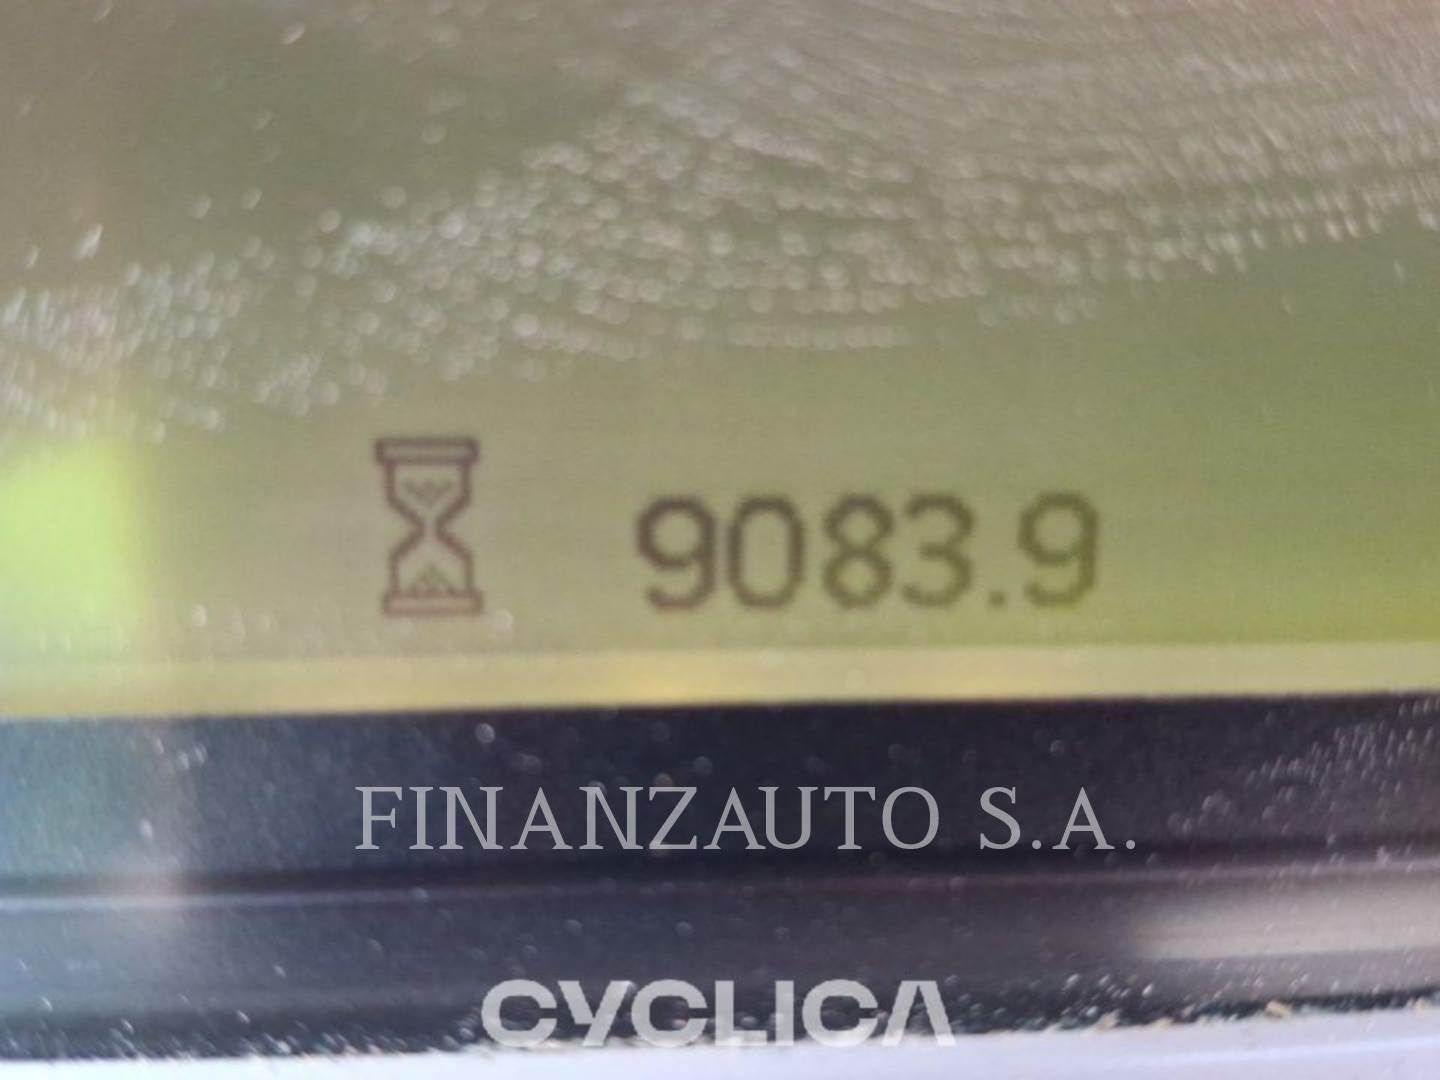 9083.9
FINANZAUTO S.A.
CYCLICA